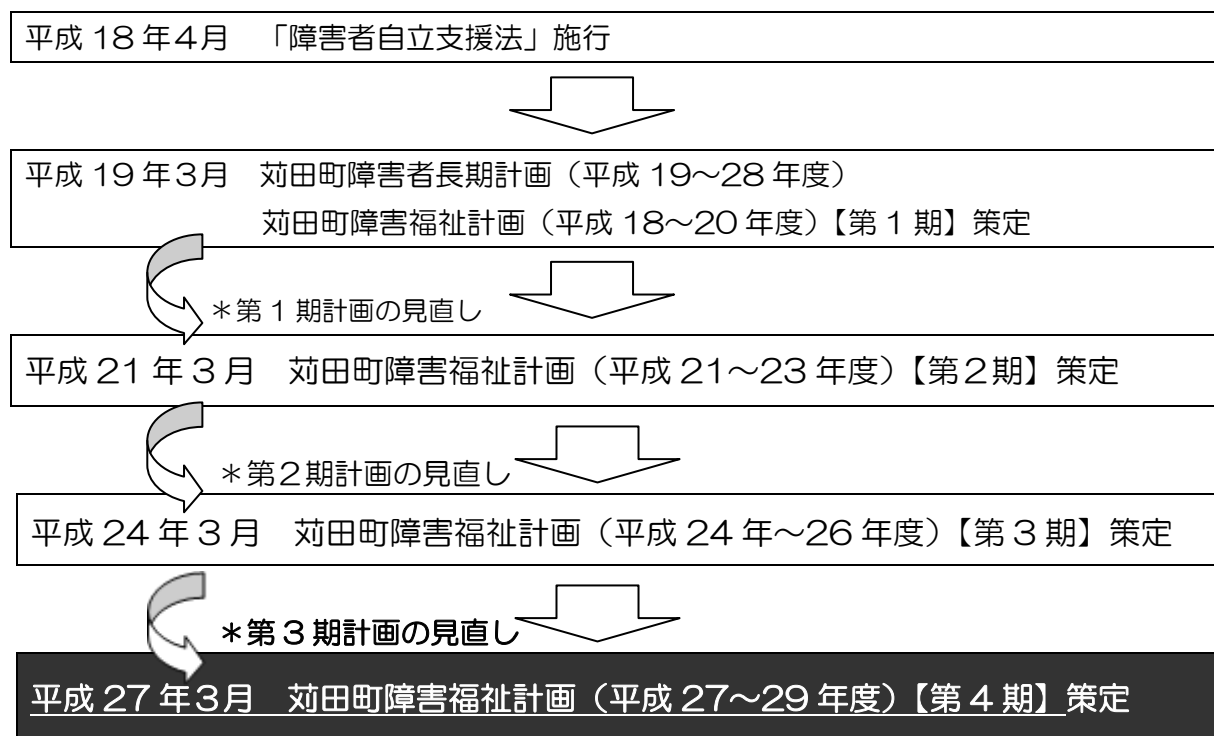 平成 18 年４月　「障害者自立支援法」施行
平成 19 年３月　苅田町障害者長期計画（平成 19～28 年度）
苅田町障害福祉計画（平成 18～20 年度）【第 1 期】策定
＊第 1 期計画の見直し
平成 21 年 3 月　苅田町障害福祉計画（平成 21～23 年度）【第２期】策定
＊第２期計画の見直し
平成 24 年 3 月　苅田町障害福祉計画（平成 24 年～26 年度）【第 3 期】策定
＊第 3 期計画の見直し
平成 27 年３月　苅田町障害福祉計画（平成 27～29 年度）【第 4 期】策定